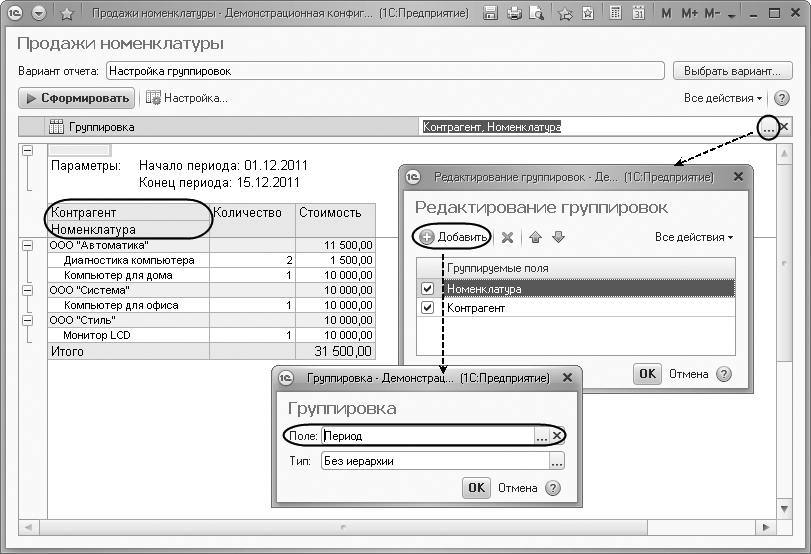 Продажи номенклатуры - Демонстрационная конфиг... (1С:Предприятие)
M M+ M-
Продажи номенклатуры
Вариант отчета: Настройка группировок Выбрать вариант...
Сформировать Настройка... Все действия
Группировка Контрагент, Номенклатура ... ×
Параметры: Начало периода: 01.12.2011
Конец периода: 15.12.2011
Контрагент Количество Стоимость
Номенклатура
ООО "Автоматика" 11 500,00
Диагностика компьютера 2 1 500,00
Компьютер для дома 1 10 000,00
ООО "Система" 10 000,00
Компьютер для офиса 1 10 000,00
ООО "Стиль" 10 000,00
Монитор LCD 1 10 000,00
Итого 31 500,00
Редактирование группировок - Де... (1С:Предприятие)
Редактирование группировок
Добавить Все действия
Группируемые поля
Номенклатура
Контрагент
OK Отмена ?
Группировка - Демонстрац... (1С:Предприятие)
Группировка
Поле: Период ... ×
Тип: Без иерархии ...
OK Отмена ?